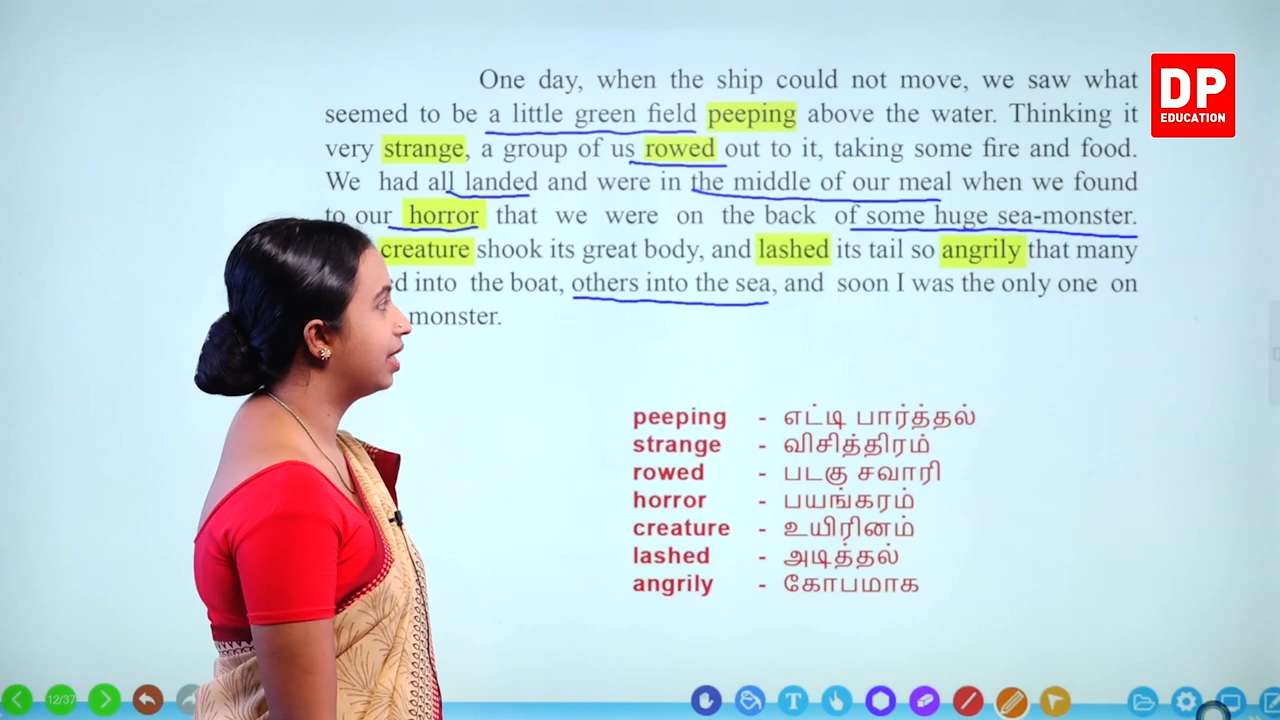 DP
EDUCATION
One day, when the ship could not move, we saw what
seemed to be a little green field peeping above the water. Thinking it
very strange, a group of us rowed out to it, taking some fire and food.
We had all landed and were in the middle of our meal when we found
to our horror that we were on the back of some huge sea-monster.
creature shook its great body, and lashed its tail so angrily that many
into the boat, others into the sea, and soon I was the only one on
monster.
peeping - எட்டி பார்த்தல்
strange - விசித்திரம்
rowed - படகு சவாரி
horror - பயங்கரம்
creature - உயிரினம்
lashed - அடித்தல்
angrily - கோபமாக
12/37